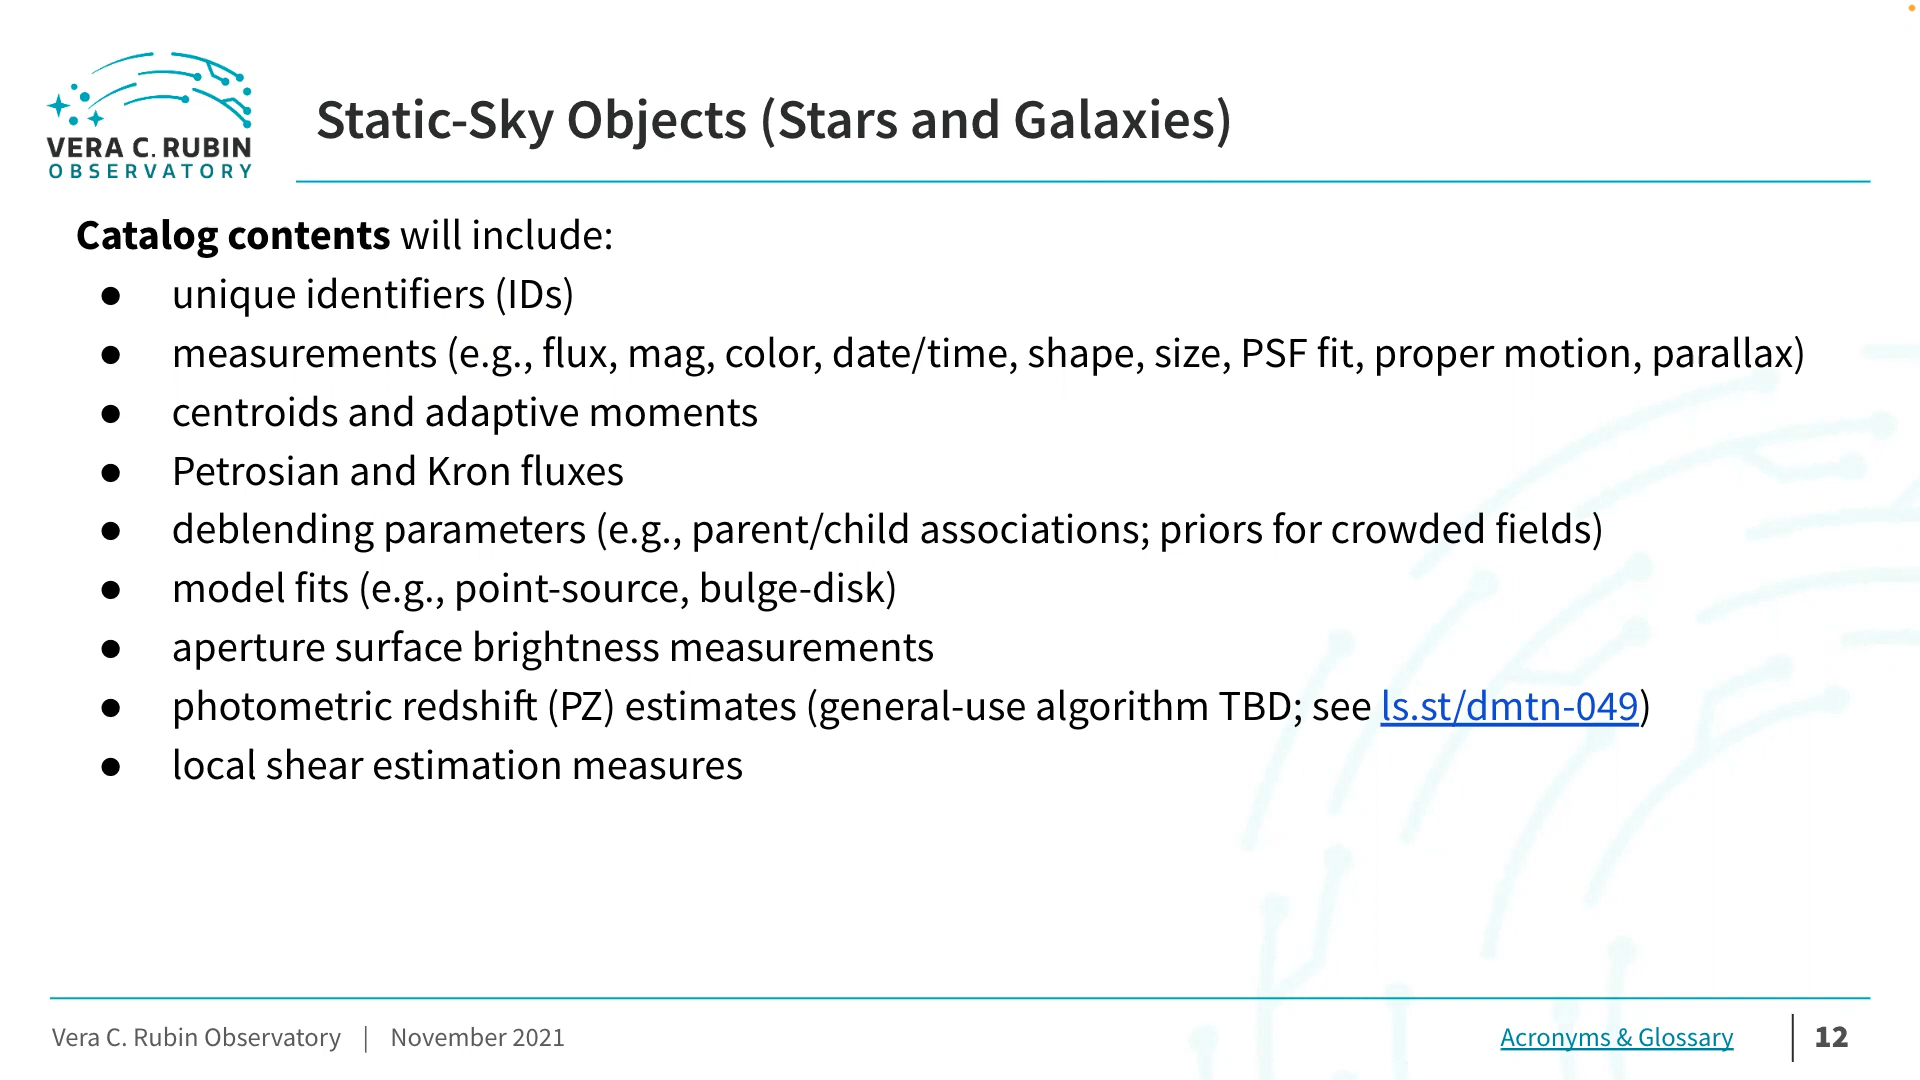 VERA C. RUBIN
OBSERVATORY
Static-Sky Objects (Stars and Galaxies)
Catalog contents will include:
● unique identifiers (IDs)
● measurements (e.g., flux, mag, color, date/time, shape, size, PSF fit, proper motion, parallax)
● centroids and adaptive moments
● Petrosian and Kron fluxes
● deblending parameters (e.g., parent/child associations; priors for crowded fields)
● model fits (e.g., point-source, bulge-disk)
● aperture surface brightness measurements
● photometric redshift (PZ) estimates (general-use algorithm TBD; see ls.st/dmtn-049)
● local shear estimation measures
Vera C. Rubin Observatory | November 2021
Acronyms & Glossary | 12